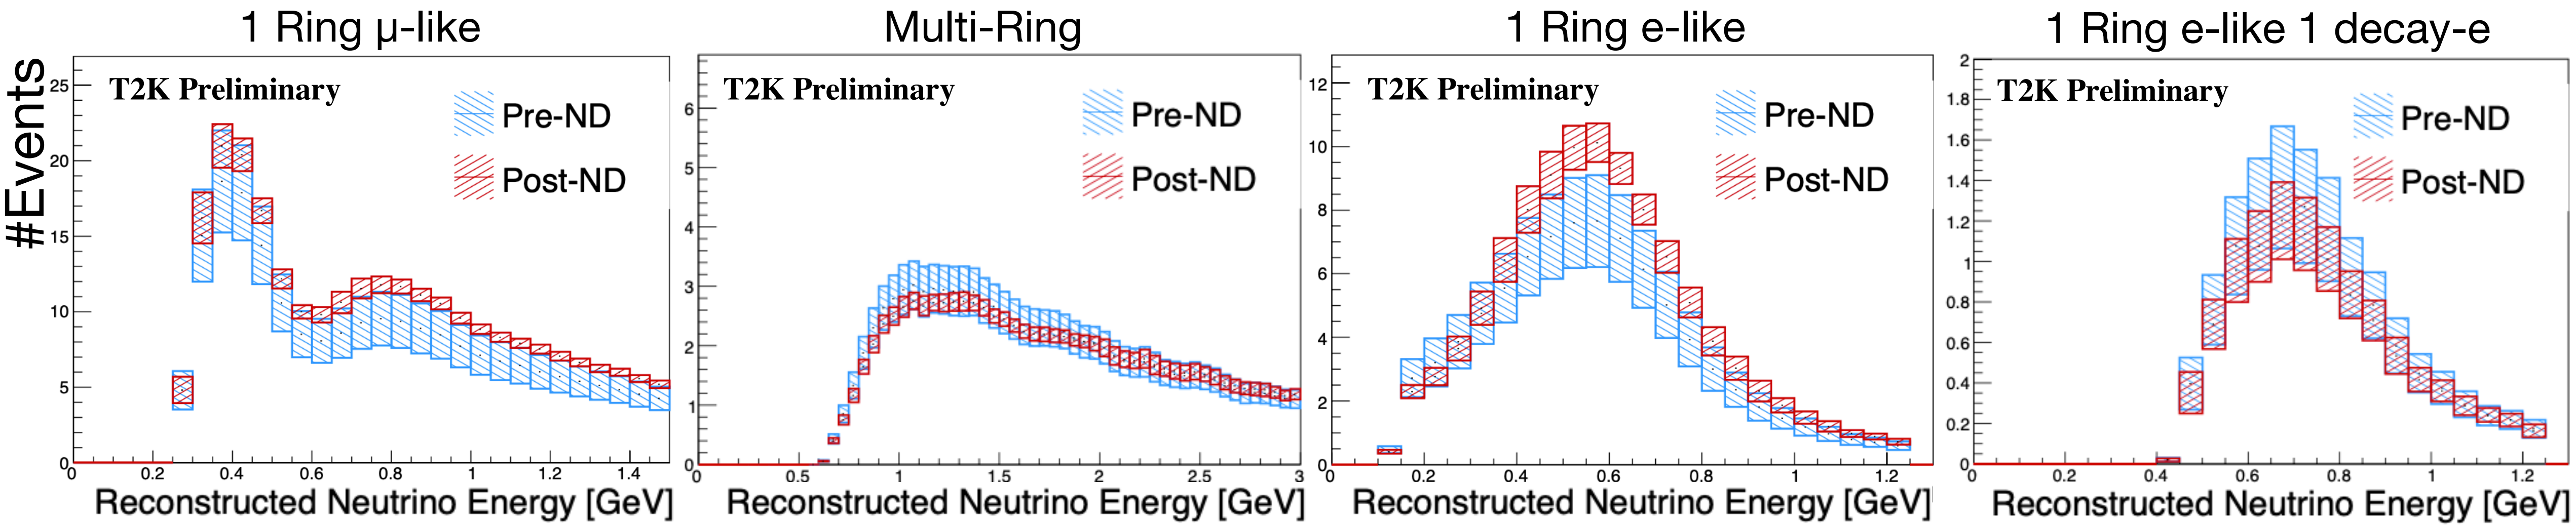 1 Ring μ-like
#Events
T2K Preliminary
Pre-ND
Post-ND
25
20
15
10
5
0
0 0.2 0.4 0.6 0.8 1 1.2 1.4
Reconstructed Neutrino Energy [GeV]
Multi-Ring
T2K Preliminary
Pre-ND
Post-ND
6
5
4
3
2
1
0
0 0.5 1 1.5 2 2.5 3
Reconstructed Neutrino Energy [GeV]
1 Ring e-like
T2K Preliminary
Pre-ND
Post-ND
12
10
8
6
4
2
0
0.2 0.4 0.6 0.8 1 1.2
Reconstructed Neutrino Energy [GeV]
1 Ring e-like 1 decay-e
T2K Preliminary
Pre-ND
Post-ND
2
1.8
1.6
1.4
1.2
1
0.8
0.6
0.4
0.2
0
0 0.2 0.4 0.6 0.8 1 1.2
Reconstructed Neutrino Energy [GeV]